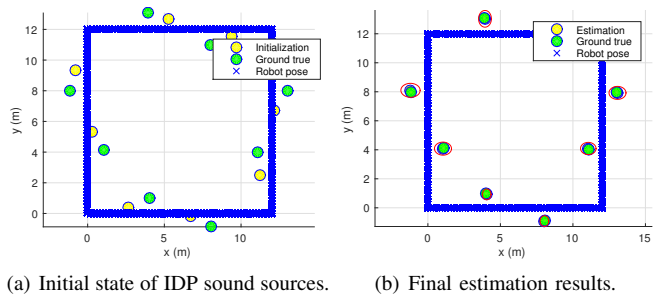 12
10
8
6
4
2
0
y (m)
0
5
10
x (m)
Initialization
Ground true
Robot pose
12
10
8
6
4
2
0
y (m)
0
5
10
15
x (m)
Estimation
Ground true
Robot pose
(a) Initial state of IDP sound sources.
(b) Final estimation results.